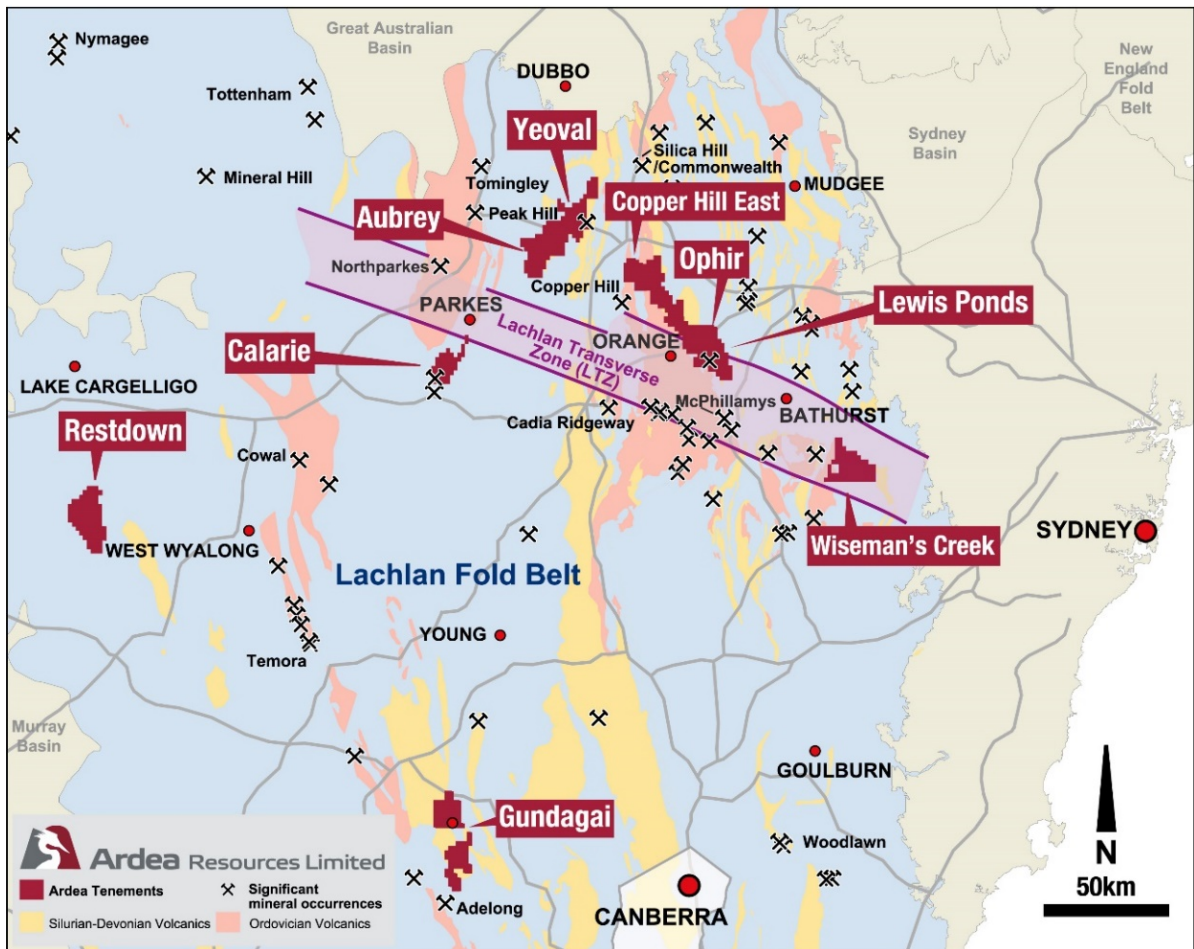 Nymagee
Great Australian
Basin
DUBBO
New
England
Fold
Belt
Tottenham
Yeoval
Silica Hill
/Commonwealth
Sydney
Basin
Mineral Hill
Tomingley
MUDGEE
Aubrey
Peak Hill
Copper Hill East
Northparkes
Ophir
Copper Hill
PARKES
Lewis Ponds
Lachlan Transverse
Zone (LTZ)
ORANGE
Calarie
LAKE CARGELLIGO
McPhillamys
BATHURST
Cadia Ridgeway
Restdown
Cowal
WEST WYALONG
SYDNEY
Wiseman's Creek
Lachlan Fold Belt
YOUNG
Temora
Murray
Basin
GOULBURN
Gundagai
Woodlawn
Adelong
CANBERRA
N
50km
Ardea Resources Limited
Ardea Tenements
Significant
mineral occurrences
Silurian-Devonian Volcanics
Ordovician Volcanics